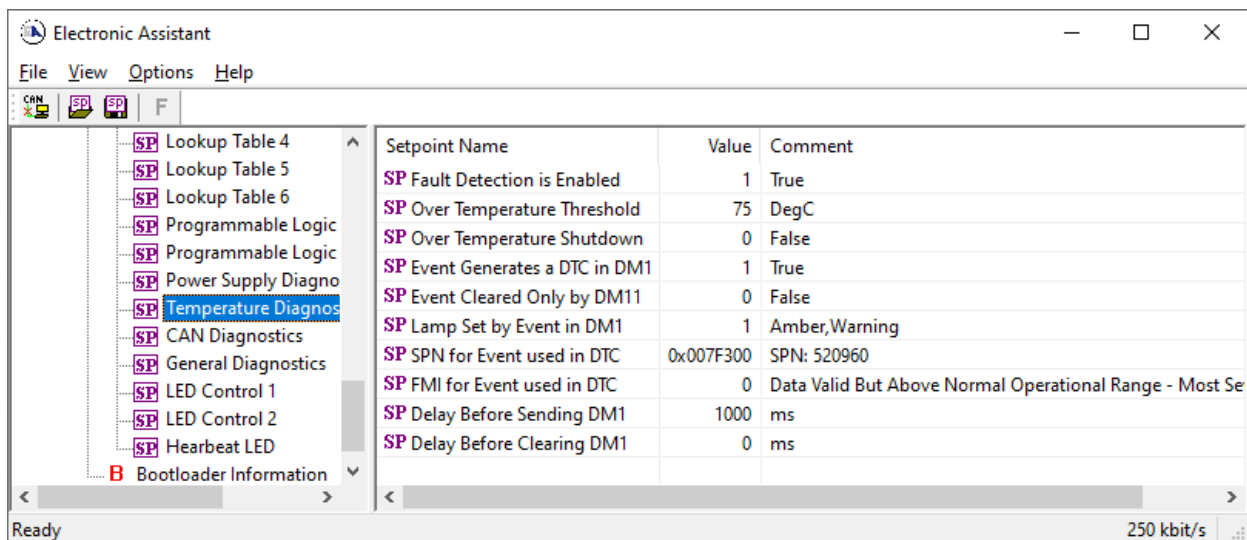 Electronic Assistant
File View Options Help
CAN SP SP F
SP Lookup Table 4
SP Lookup Table 5
SP Lookup Table 6
SP Programmable Logic
SP Programmable Logic
SP Power Supply Diagno
SP Temperature Diagnos
SP CAN Diagnostics
SP General Diagnostics
SP LED Control 1
SP LED Control 2
SP Hearbeat LED
B Bootloader Information
Setpoint Name Value Comment
SP Fault Detection is Enabled 1 True
SP Over Temperature Threshold 75 DegC
SP Over Temperature Shutdown 0 False
SP Event Generates a DTC in DM1 1 True
SP Event Cleared Only by DM11 0 False
SP Lamp Set by Event in DM1 1 Amber,Warning
SP SPN for Event used in DTC 0x007F300 SPN: 520960
SP FMI for Event used in DTC 0 Data Valid But Above Normal Operational Range - Most Se
SP Delay Before Sending DM1 1000 ms
SP Delay Before Clearing DM1 0 ms
Ready 250 kbit/s